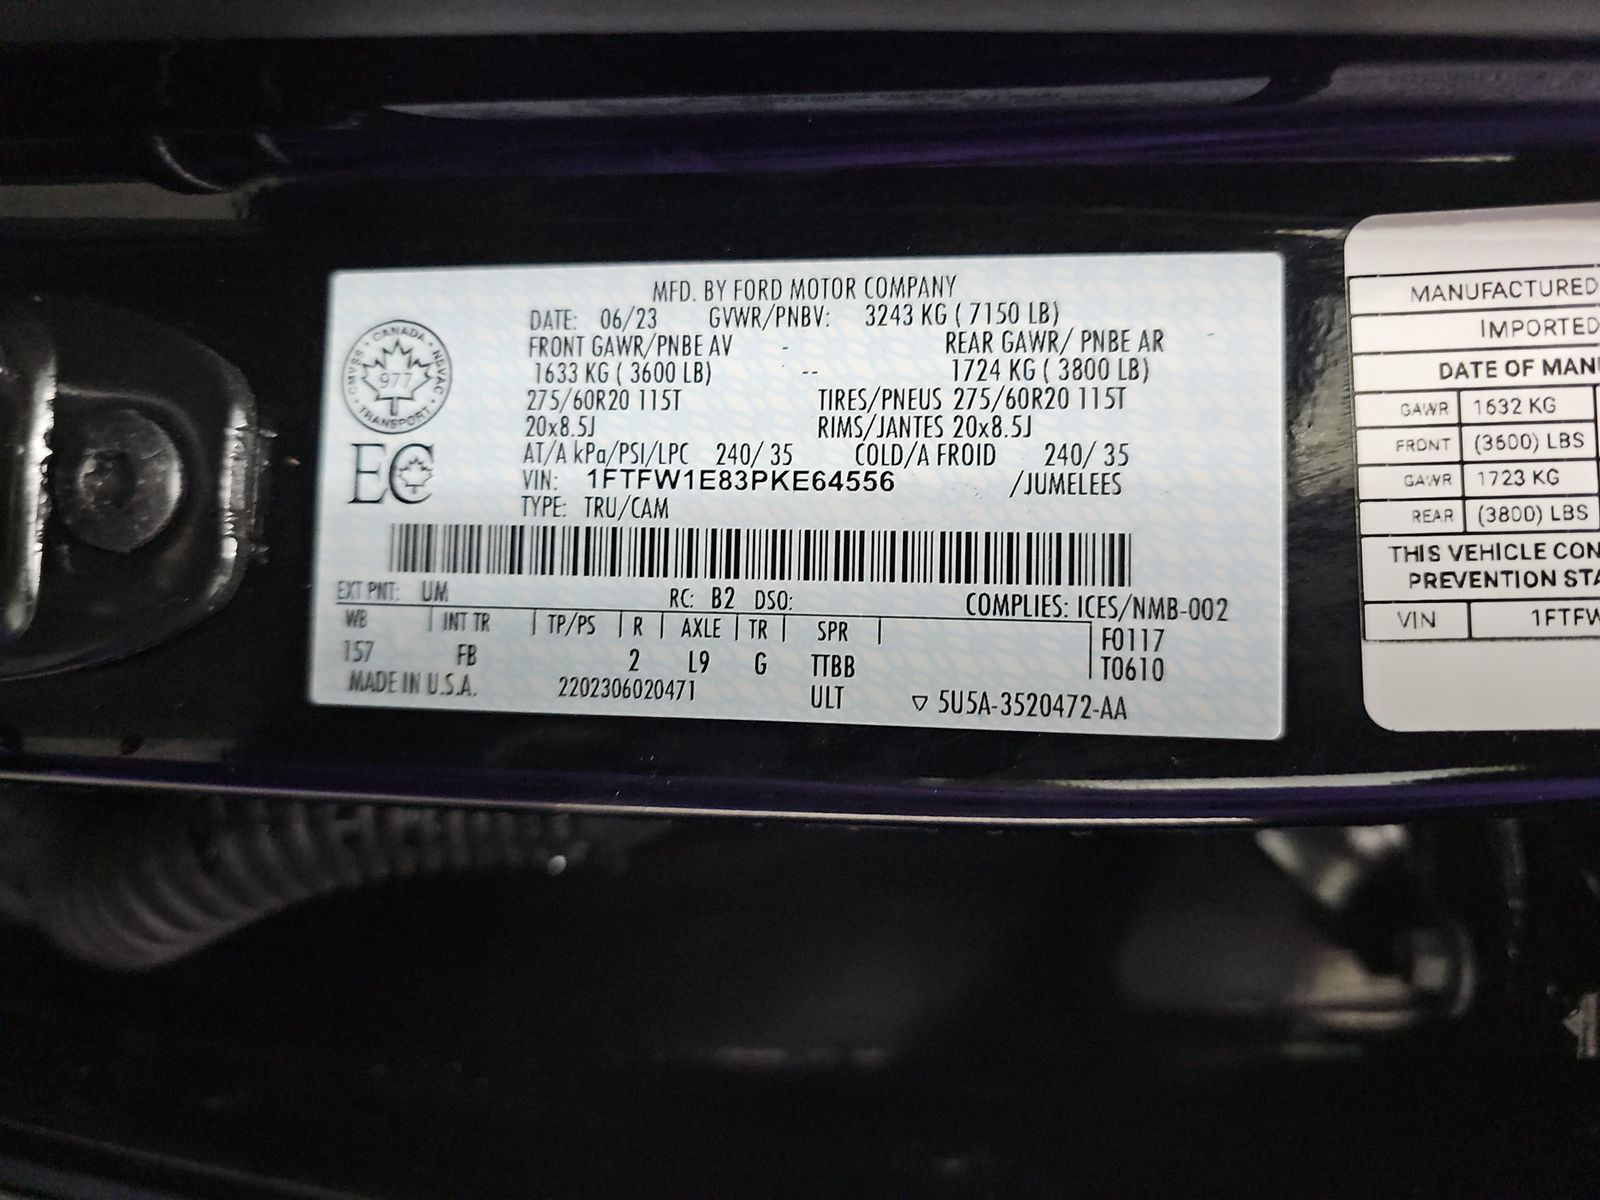 MFD. BY FORD MOTOR COMPANY
DATE: 06/23 GVWR/PNBV: 3243 KG ( 7150 LB)
FRONT GAWR/PNBE AV - REAR GAWR/ PNBE AR -
1633 KG ( 3600 LB) -- 1724 KG ( 3800 LB)
275/60R20 115T TIRES/PNEUS 275/60R20 115T
20x8.5J RIMS/JANTES 20x8.5J
AT/A kPa/PSI/LPC 240/ 35 COLD/A FROID 240/ 35
VIN: 1FTFW1E83PKE64556 /JUMELEES
TYPE: TRU/CAM
CANADA
CMVSS NSVAC
977
TRANSPORT
EC
EXT PNT: UM RC: B2 DSO: COMPLIES: ICES/NMB-002
WB INT TR TP/PS R AXLE TR SPR F0117
157 FB 2 L9 G TTBB T0610
MADE IN U.S.A. 2202306020471 ULT ▽ 5U5A-3520472-AA
MANUFACTURED
IMPORTED
DATE OF MAN
GAWR 1632 KG
FRONT (3600) LBS
GAWR 1723 KG
REAR (3800) LBS
THIS VEHICLE CON
PREVENTION STA
VIN 1FTFW